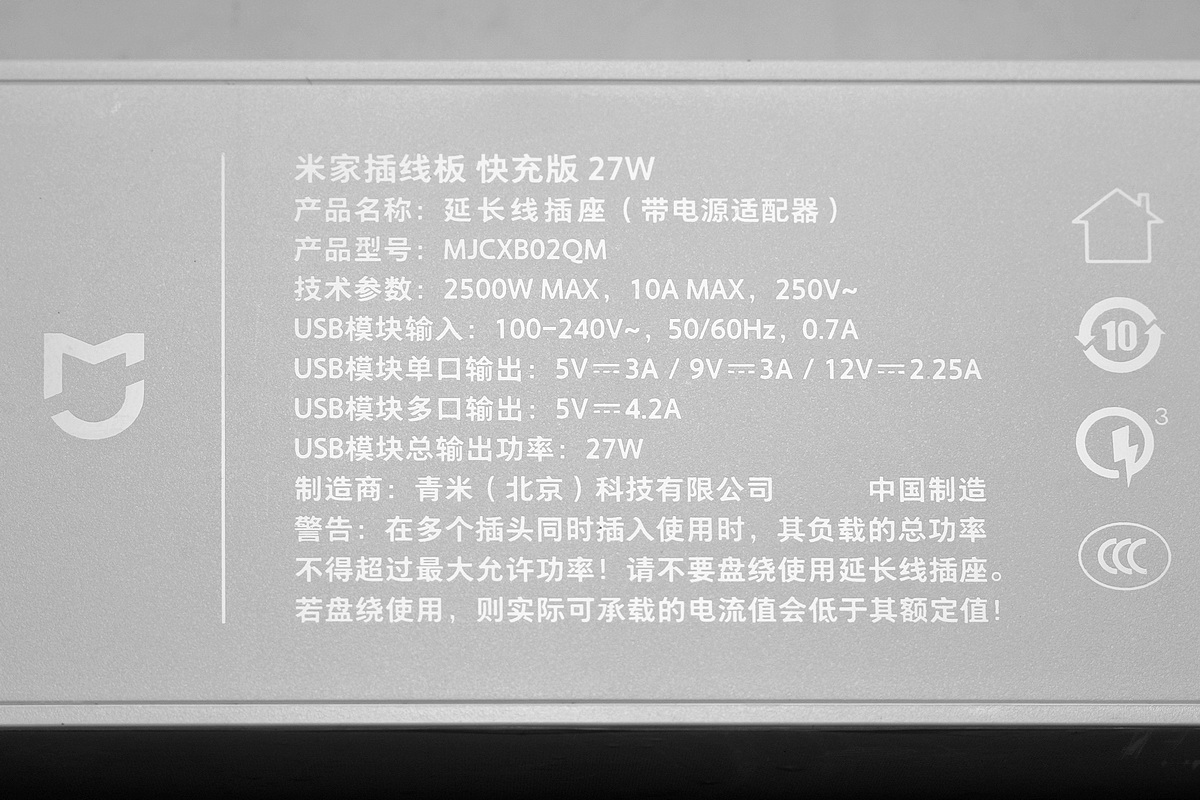 米家插线板 快充版 27W
产品名称：延长线插座（带电源适配器）
产品型号：MJCXB02QM
技术参数：2500W MAX，10A MAX，250V~
USB模块输入：100-240V~，50/60Hz，0.7A
USB模块单口输出：5V⎓3A / 9V⎓3A / 12V⎓2.25A
USB模块多口输出：5V⎓4.2A
USB模块总输出功率：27W
制造商：青米（北京）科技有限公司 中国制造
警告：在多个插头同时插入使用时，其负载的总功率
不得超过最大允许功率！请不要盘绕使用延长线插座。
若盘绕使用，则实际可承载的电流值会低于其额定值！
10
3
CCC